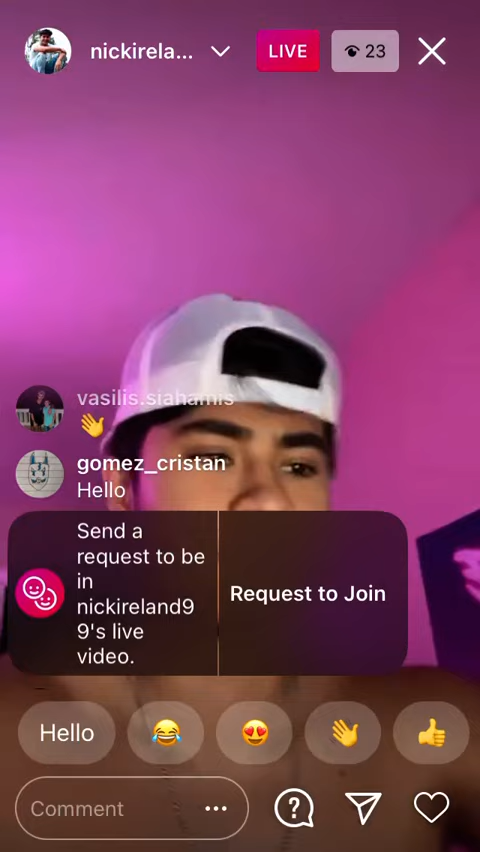 nickirela...
LIVE
23
vasilis.siahamis
👋
gomez_cristan
Hello
Send a
request to be
in
nickireland9
9's live
video.
Request to Join
Hello
😂
😍
👋
👍
Comment